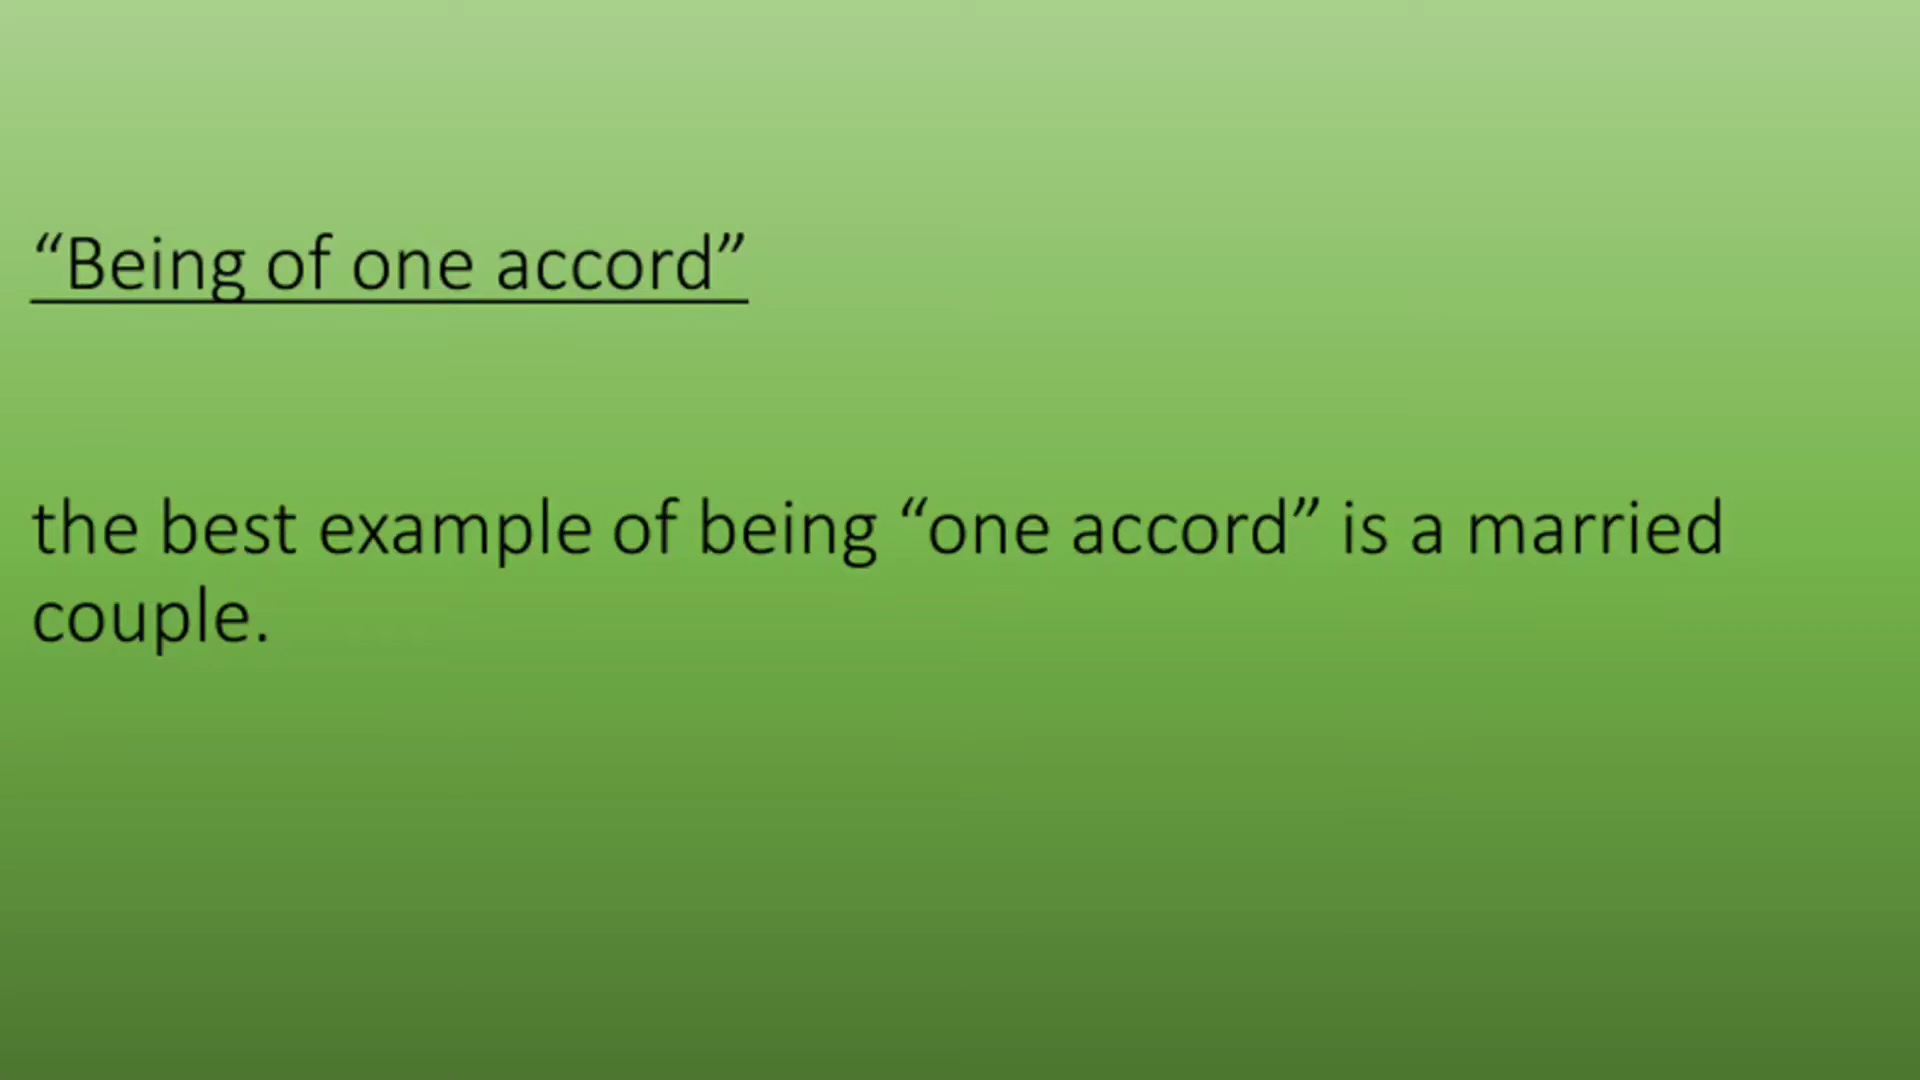 “Being of one accord”
the best example of being “one accord” is a married
couple.